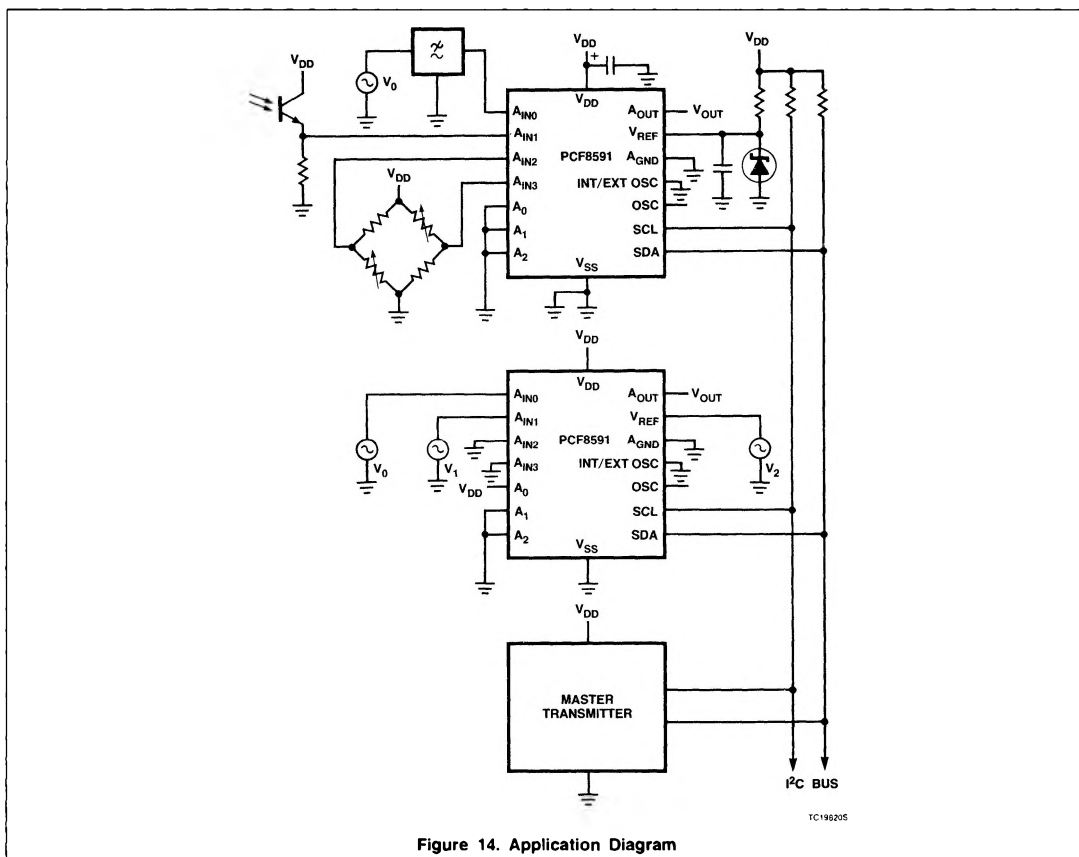 VDD
V0
VDD
VDD
+
VDD
AIN0
AIN1
AIN2
AIN3
A0
A1
A2
VSS
PCF8591
AOUT
VREF
AGND
INT/EXT OSC
OSC
SCL
SDA
VOUT
VDD
VDD
VDD
V0
V1
VDD
AIN0
AIN1
AIN2
AIN3
A0
A1
A2
VSS
PCF8591
AOUT
VREF
AGND
INT/EXT OSC
OSC
SCL
SDA
VOUT
V2
VDD
MASTER
TRANSMITTER
I²C BUS
TC19820S
Figure 14. Application Diagram